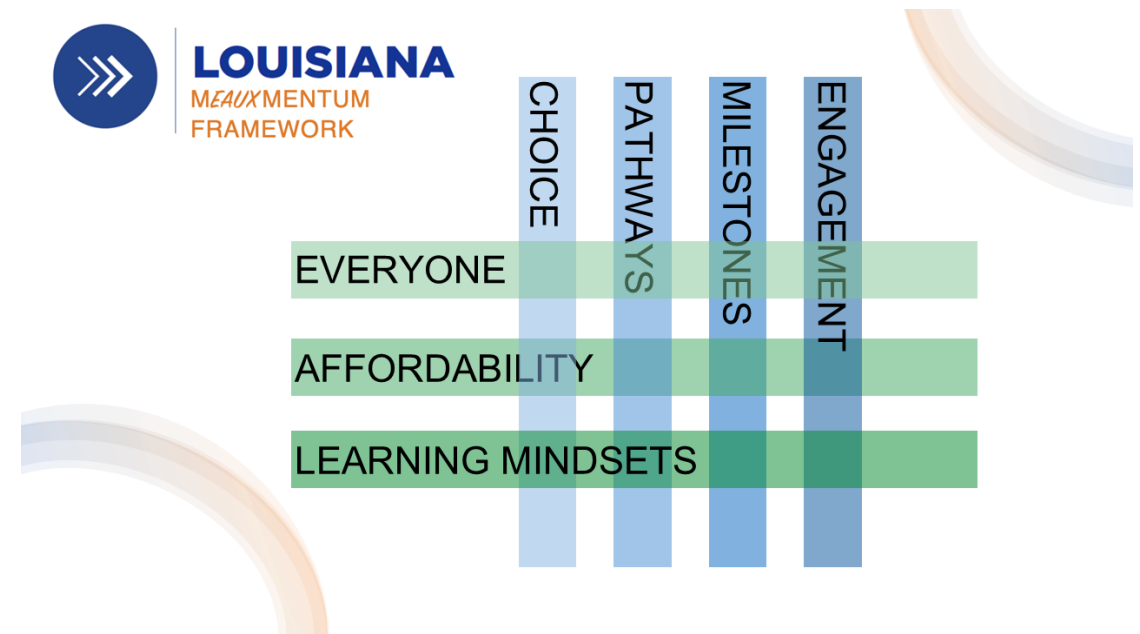 LOUISIANA
MEAUXMENTUM
FRAMEWORK
CHOICE
PATHWAYS
MILESTONES
ENGAGEMENT
EVERYONE
AFFORDABILITY
LEARNING MINDSETS